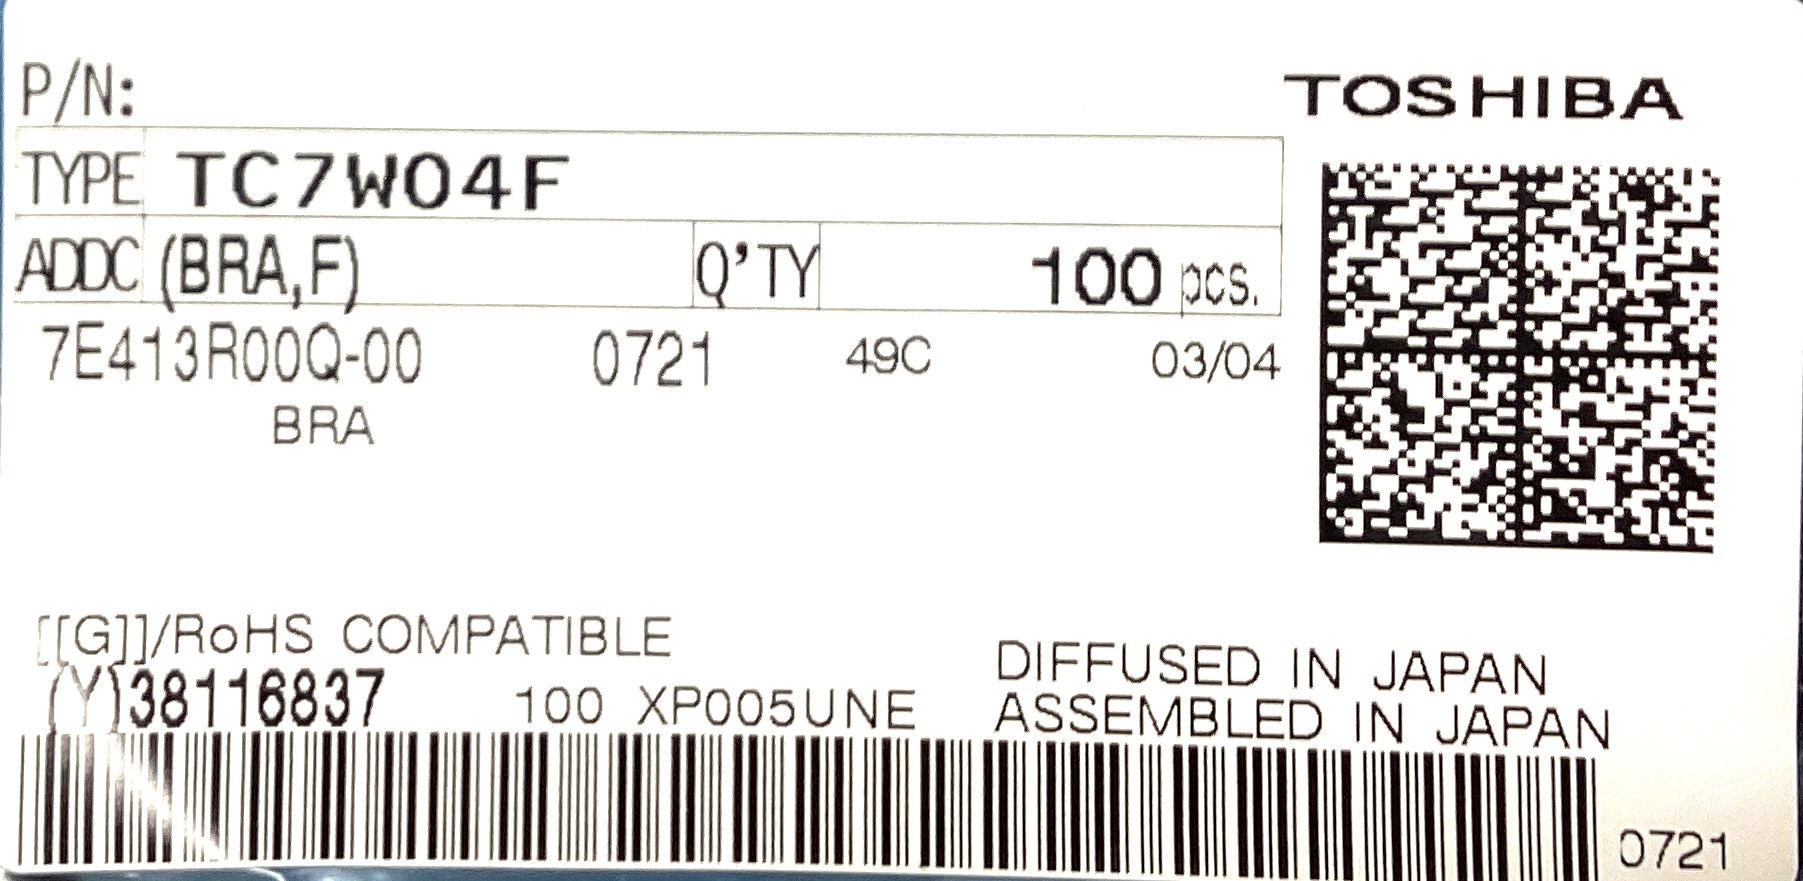 P/N:
TOSHIBA
TYPE TC7W04F
ADDC (BRA,F) Q'TY 100 pcs.
7E413R00Q-00 0721 49C 03/04
BRA
[[G]]/RoHS COMPATIBLE
(Y)38116837 100 XP005UNE
DIFFUSED IN JAPAN
ASSEMBLED IN JAPAN
0721